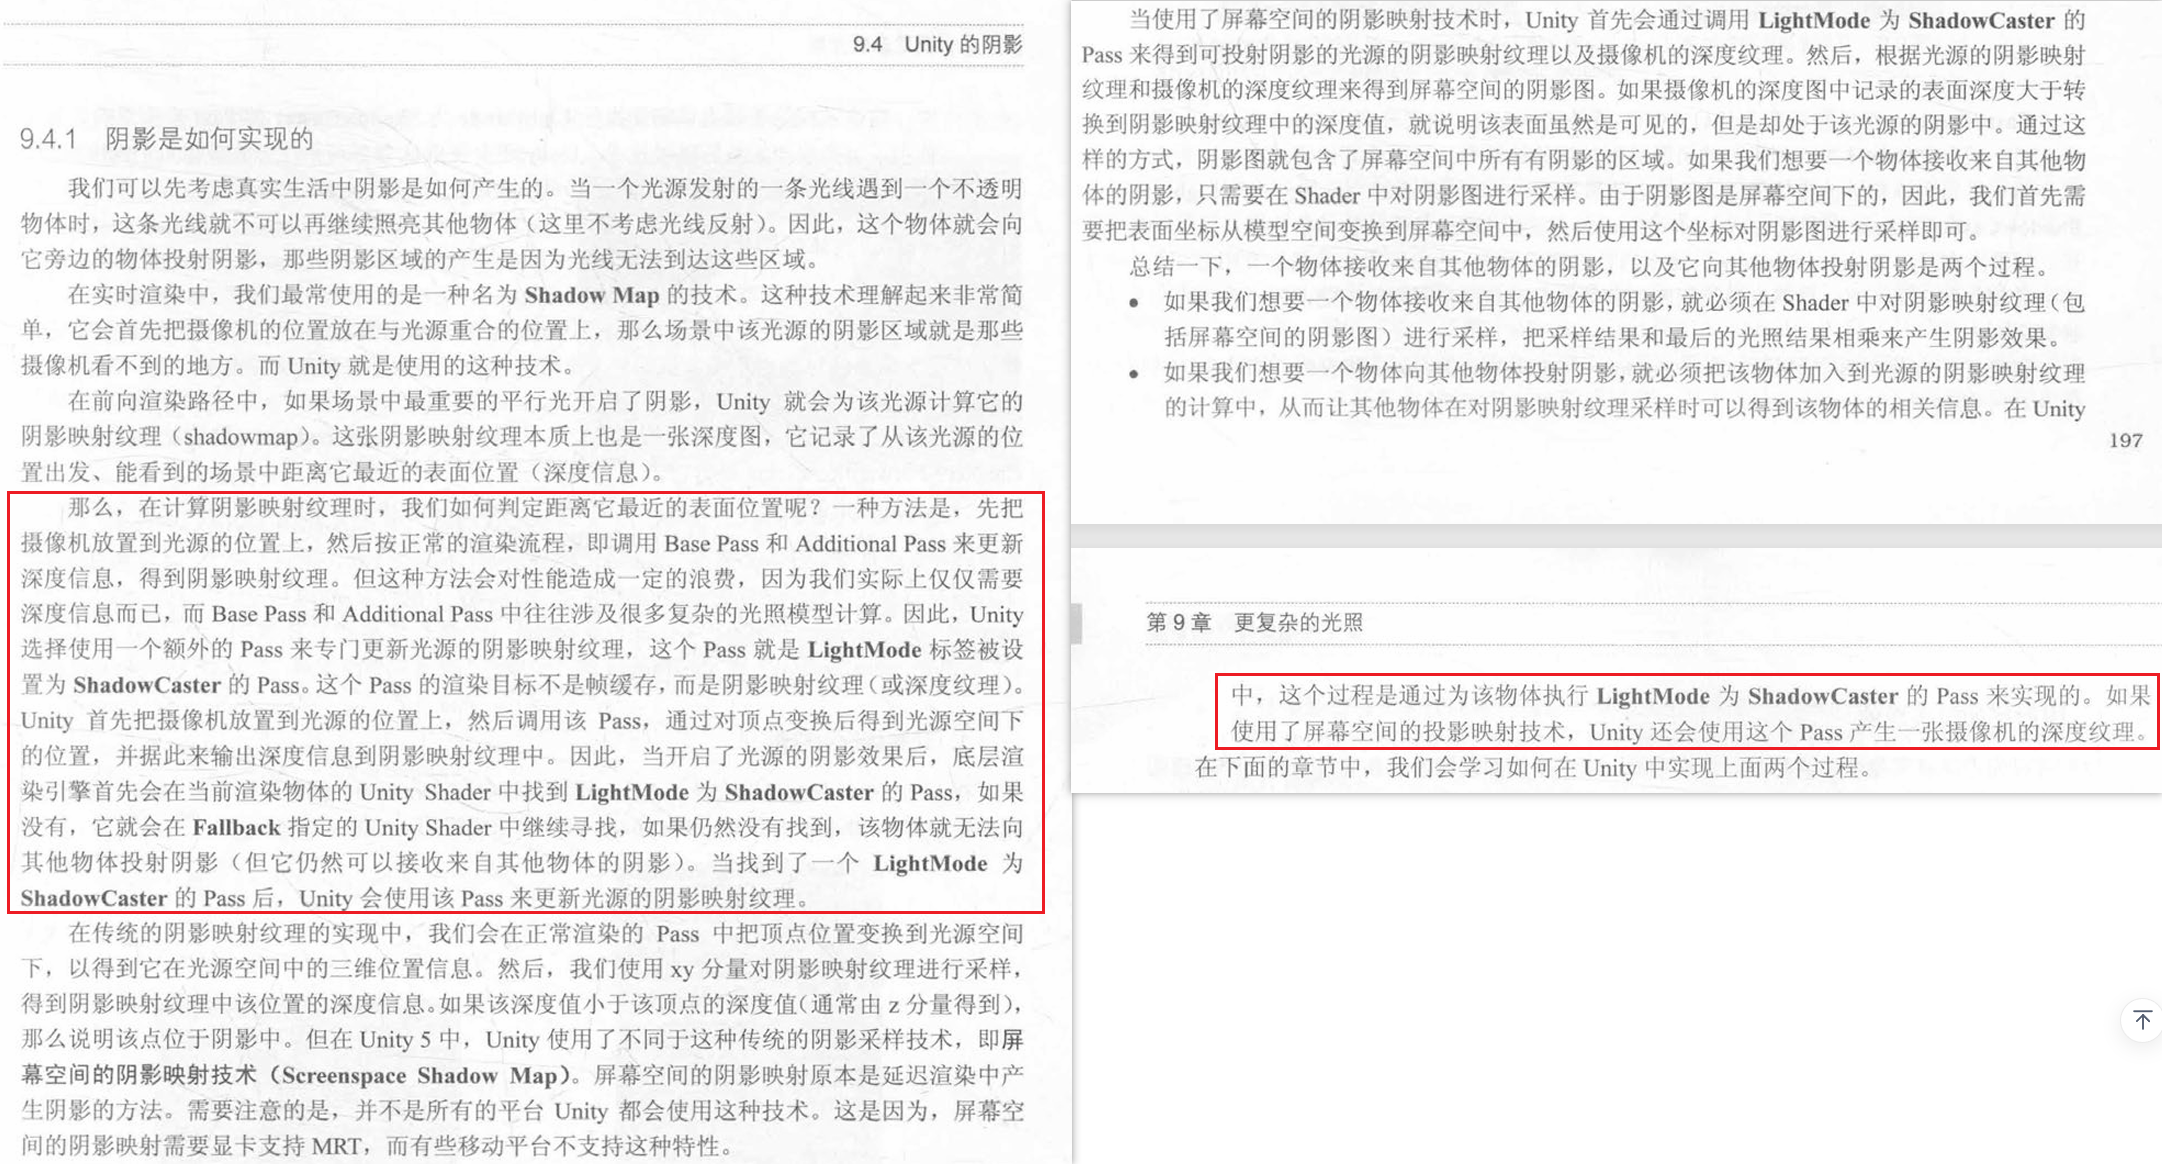 9.4 Unity 的阴影
9.4.1 阴影是如何实现的
我们可以先考虑真实生活中阴影是如何产生的。当一个光源发射的一条光线遇到一个不透明
物体时，这条光线就不可以再继续照亮其他物体（这里不考虑光线反射）。因此，这个物体就会向
它旁边的物体投射阴影，那些阴影区域的产生是因为光线无法到达这些区域。
在实时渲染中，我们最常使用的是一种名为 Shadow Map 的技术。这种技术理解起来非常简
单，它会首先把摄像机的位置放在与光源重合的位置上，那么场景中该光源的阴影区域就是那些
摄像机看不到的地方。而 Unity 就是使用的这种技术。
在前向渲染路径中，如果场景中最重要的平行光开启了阴影，Unity 就会为该光源计算它的
阴影映射纹理（shadowmap）。这张阴影映射纹理本质上也是一张深度图，它记录了从该光源的位
置出发、能看到的场景中距离它最近的表面位置（深度信息）。
那么，在计算阴影映射纹理时，我们如何判定距离它最近的表面位置呢？一种方法是，先把
摄像机放置到光源的位置上，然后按正常的渲染流程，即调用 Base Pass 和 Additional Pass 来更新
深度信息，得到阴影映射纹理。但这种方法会对性能造成一定的浪费，因为我们实际上仅仅需要
深度信息而已，而 Base Pass 和 Additional Pass 中往往涉及很多复杂的光照模型计算。因此，Unity
选择使用一个额外的 Pass 来专门更新光源的阴影映射纹理，这个 Pass 就是 LightMode 标签被设
置为 ShadowCaster 的 Pass。这个 Pass 的渲染目标不是帧缓存，而是阴影映射纹理（或深度纹理）。
Unity 首先把摄像机放置到光源的位置上，然后调用该 Pass，通过对顶点变换后得到光源空间下
的位置，并据此来输出深度信息到阴影映射纹理中。因此，当开启了光源的阴影效果后，底层渲
染引擎首先会在当前渲染物体的 Unity Shader 中找到 LightMode 为 ShadowCaster 的 Pass，如果
没有，它就会在 Fallback 指定的 Unity Shader 中继续寻找，如果仍然没有找到，该物体就无法向
其他物体投射阴影（但它仍然可以接收来自其他物体的阴影）。当找到了一个 LightMode 为
ShadowCaster 的 Pass 后，Unity 会使用该 Pass 来更新光源的阴影映射纹理。
在传统的阴影映射纹理的实现中，我们会在正常渲染的 Pass 中把顶点位置变换到光源空间
下，以得到它在光源空间中的三维位置信息。然后，我们使用 xy 分量对阴影映射纹理进行采样，
得到阴影映射纹理中该位置的深度信息。如果该深度值小于该顶点的深度值（通常由 z 分量得到），
那么说明该点位于阴影中。但在 Unity 5 中，Unity 使用了不同于这种传统的阴影采样技术，即屏
幕空间的阴影映射技术（Screenspace Shadow Map）。屏幕空间的阴影映射原本是延迟渲染中产
生阴影的方法。需要注意的是，并不是所有的平台 Unity 都会使用这种技术。这是因为，屏幕空
间的阴影映射需要显卡支持 MRT，而有些移动平台不支持这种特性。
当使用了屏幕空间的阴影映射技术时，Unity 首先会通过调用 LightMode 为 ShadowCaster 的
Pass 来得到可投射阴影的光源的阴影映射纹理以及摄像机的深度纹理。然后，根据光源的阴影映射
纹理和摄像机的深度纹理来得到屏幕空间的阴影图。如果摄像机的深度图中记录的表面深度大于转
换到阴影映射纹理中的深度值，就说明该表面虽然是可见的，但是却处于该光源的阴影中。通过这
样的方式，阴影图就包含了屏幕空间中所有有阴影的区域。如果我们想要一个物体接收来自其他物
体的阴影，只需要在 Shader 中对阴影图进行采样。由于阴影图是屏幕空间下的，因此，我们首先需
要把表面坐标从模型空间变换到屏幕空间中，然后使用这个坐标对阴影图进行采样即可。
总结一下，一个物体接收来自其他物体的阴影，以及它向其他物体投射阴影是两个过程。
● 如果我们想要一个物体接收来自其他物体的阴影，就必须在 Shader 中对阴影映射纹理（包
括屏幕空间的阴影图）进行采样，把采样结果和最后的光照结果相乘来产生阴影效果。
● 如果我们想要一个物体向其他物体投射阴影，就必须把该物体加入到光源的阴影映射纹理
的计算中，从而让其他物体在对阴影映射纹理采样时可以得到该物体的相关信息。在 Unity
197
第 9 章 更复杂的光照
中，这个过程是通过为该物体执行 LightMode 为 ShadowCaster 的 Pass 来实现的。如果
使用了屏幕空间的投影映射技术，Unity 还会使用这个 Pass 产生一张摄像机的深度纹理。
在下面的章节中，我们会学习如何在 Unity 中实现上面两个过程。